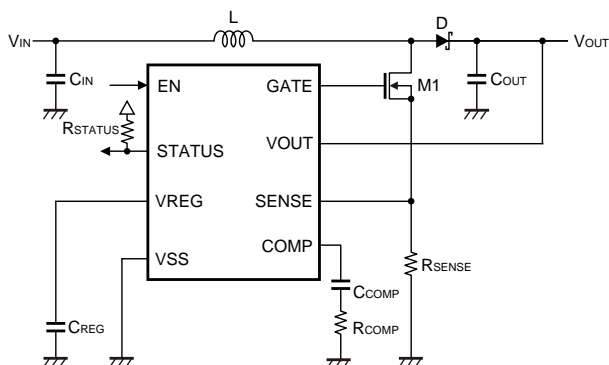 L
D
VIN
VOUT
CIN
EN
GATE
M1
COUT
RSTATUS
STATUS
VOUT
VREG
SENSE
COMP
RSENSE
VSS
CCOMP
CREG
RCOMP